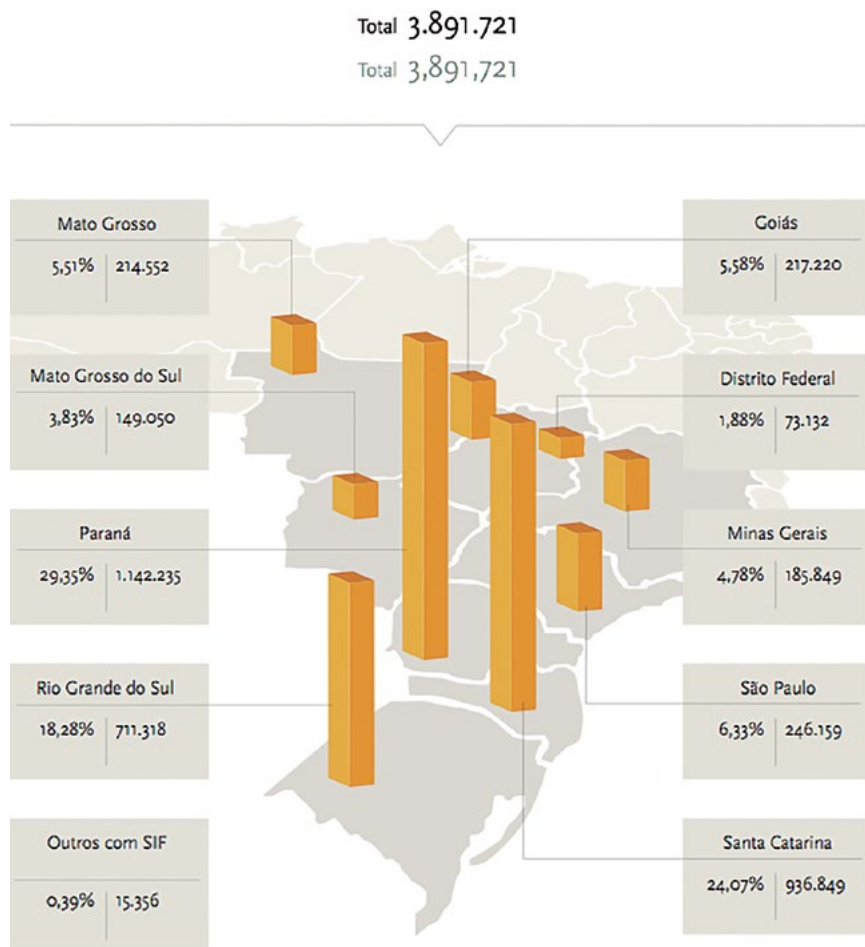 Total 3.891.721
Total 3,891,721
Mato Grosso
5,51% 214.552
Mato Grosso do Sul
3,83% 149.050
Paraná
29,35% 1.142.235
Rio Grande do Sul
18,28% 711.318
Outros com SIF
0,39% 15.356
Goiás
5,58% 217.220
Distrito Federal
1,88% 73.132
Minas Gerais
4,78% 185.849
São Paulo
6,33% 246.159
Santa Catarina
24,07% 936.849